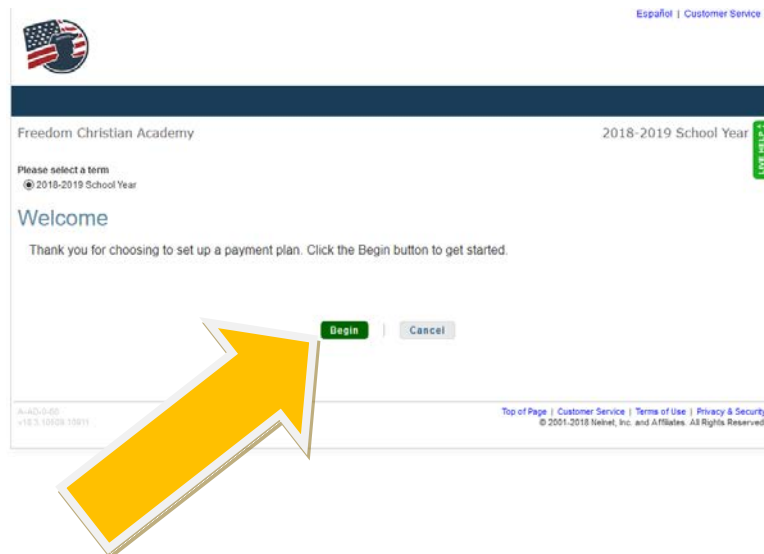 Español | Customer Service
Freedom Christian Academy
2018-2019 School Year
LIVE HELP
Please select a term
2018-2019 School Year
Welcome
Thank you for choosing to set up a payment plan. Click the Begin button to get started.
Begin | Cancel
Top of Page | Customer Service | Terms of Use | Privacy & Security
© 2001-2018 Nelnet, Inc. and Affiliates. All Rights Reserved